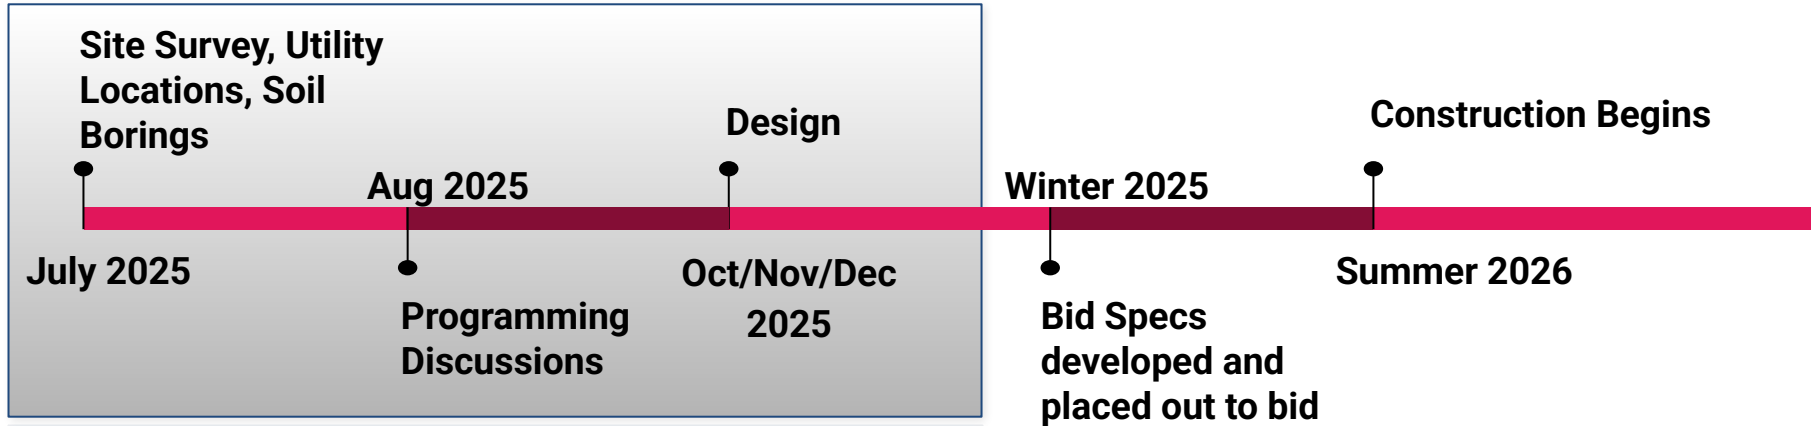 Site Survey, Utility
Locations, Soil
Borings
July 2025
Aug 2025
Programming
Discussions
Design
Oct/Nov/Dec
2025
Winter 2025
Bid Specs
developed and
placed out to bid
Construction Begins
Summer 2026